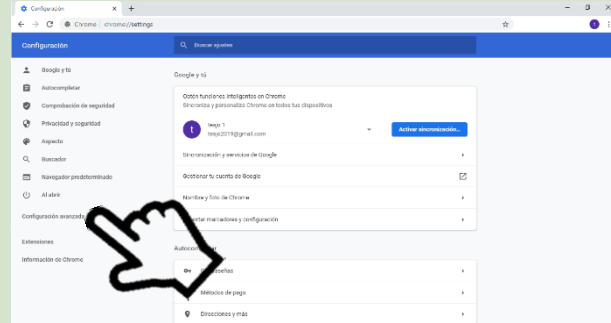 Configuración
Chrome | chrome://settings
Configuración
Buscar ajustes
Google y tú
Autocompletar
Comprobación de seguridad
Privacidad y seguridad
Aspecto
Buscador
Navegador predeterminado
Al abrir
Configuración avanzada
Extensiones
Información de Chrome
Google y tú
Obtén funciones inteligentes en Chrome
Sincroniza y personaliza Chrome en todos tus dispositivos
t
Activar sincronización...
Sincronización y servicios de Google
Gestionar tu cuenta de Google
Nombre y foto de Chrome
marcadores y configuración
Métodos de pago
Direcciones y más